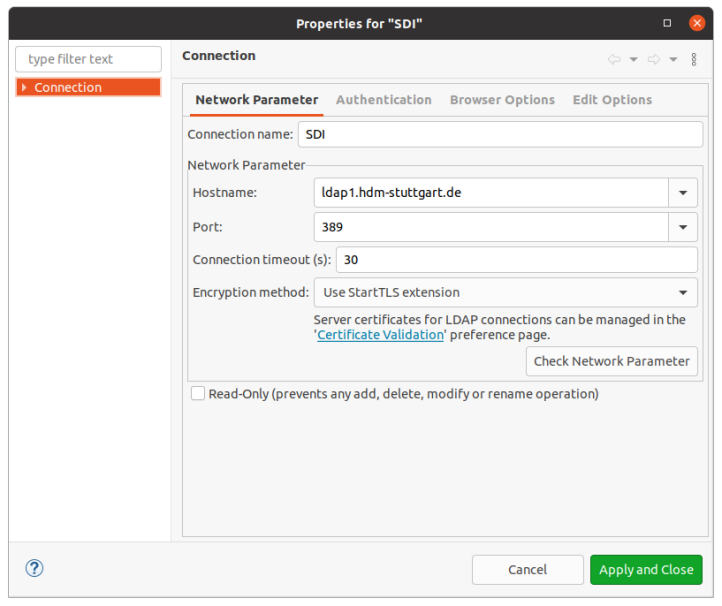 Properties for "SDI"
type filter text
Connection
Connection
Network Parameter Authentication Browser Options Edit Options
Connection name: SDI
Network Parameter
Hostname: ldap1.hdm-stuttgart.de
Port: 389
Connection timeout (s): 30
Encryption method: Use StartTLS extension
Server certificates for LDAP connections can be managed in the
'Certificate Validation' preference page.
Check Network Parameter
Read-Only (prevents any add, delete, modify or rename operation)
?
Cancel Apply and Close